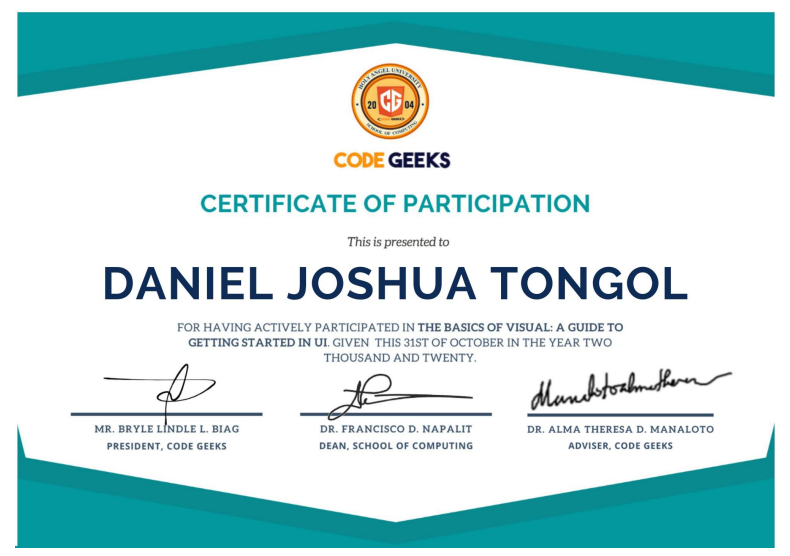 HOLY ANGEL UNIVERSITY
20 CG 04
CODE GEEKS
SCHOOL OF COMPUTING
CODE GEEKS
CERTIFICATE OF PARTICIPATION
This is presented to
DANIEL JOSHUA TONGOL
FOR HAVING ACTIVELY PARTICIPATED IN THE BASICS OF VISUAL: A GUIDE TO
GETTING STARTED IN UI. GIVEN THIS 31ST OF OCTOBER IN THE YEAR TWO
THOUSAND AND TWENTY.
MR. BRYLE LINDLE L. BIAG
PRESIDENT, CODE GEEKS
DR. FRANCISCO D. NAPALIT
DEAN, SCHOOL OF COMPUTING
DR. ALMA THERESA D. MANALOTO
ADVISER, CODE GEEKS